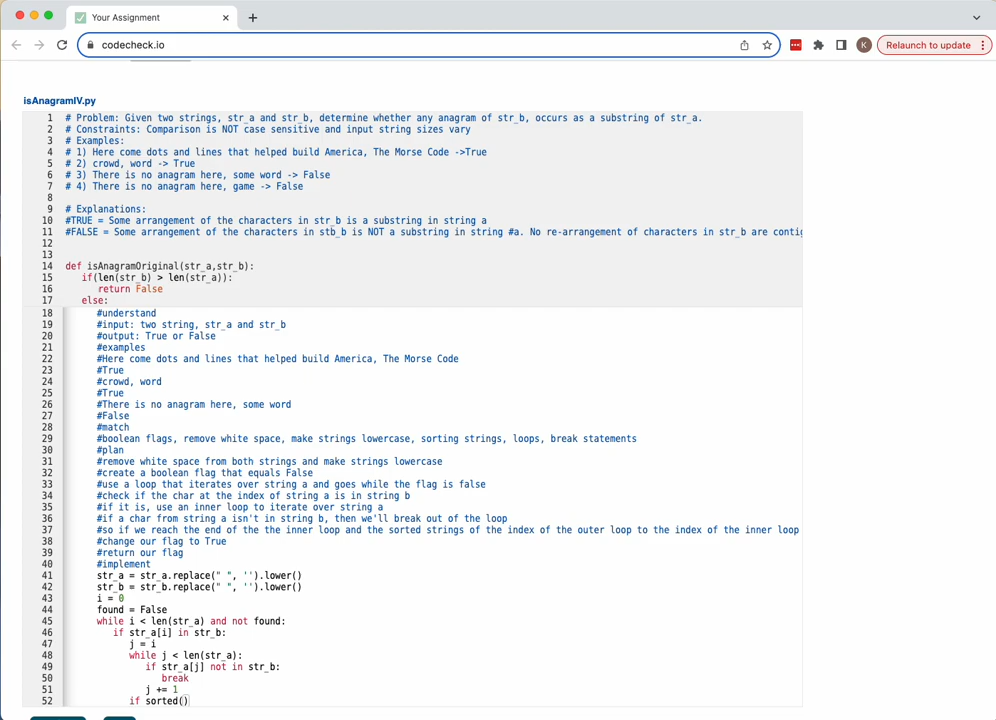 Your Assignment
codecheck.io
K
Relaunch to update
isAnagramIV.py
1 # Problem: Given two strings, str_a and str_b, determine whether any anagram of str_b, occurs as a substring of str_a.
2 # Constraints: Comparison is NOT case sensitive and input string sizes vary
3 # Examples:
4 # 1) Here come dots and lines that helped build America, The Morse Code ->True
5 # 2) crowd, word -> True
6 # 3) There is no anagram here, some word -> False
7 # 4) There is no anagram here, game -> False
8
9 # Explanations:
10 #TRUE = Some arrangement of the characters in str_b is a substring in string a
11 #FALSE = Some arrangement of the characters in stb_b is NOT a substring in string #a. No re-arrangement of characters in str_b are contig
12
13
14 def isAnagramOriginal(str_a,str_b):
15 if(len(str_b) > len(str_a)):
16 return False
17 else:
18 #understand
19 #input: two string, str_a and str_b
20 #output: True or False
21 #examples
22 #Here come dots and lines that helped build America, The Morse Code
23 #True
24 #crowd, word
25 #True
26 #There is no anagram here, some word
27 #False
28 #match
29 #boolean flags, remove white space, make strings lowercase, sorting strings, loops, break statements
30 #plan
31 #remove white space from both strings and make strings lowercase
32 #create a boolean flag that equals False
33 #use a loop that iterates over string a and goes while the flag is false
34 #check if the char at the index of string a is in string b
35 #if it is, use an inner loop to iterate over string a
36 #if a char from string a isn't in string b, then we'll break out of the loop
37 #so if we reach the end of the the inner loop and the sorted strings of the index of the outer loop to the index of the inner loop
38 #change our flag to True
39 #return our flag
40 #implement
41 str_a = str_a.replace(" ", '').lower()
42 str_b = str_b.replace(" ", '').lower()
43 i = 0
44 found = False
45 while i < len(str_a) and not found:
46 if str_a[i] in str_b:
47 j = i
48 while j < len(str_a):
49 if str_a[j] not in str_b:
50 break
51 j += 1
52 if sorted()